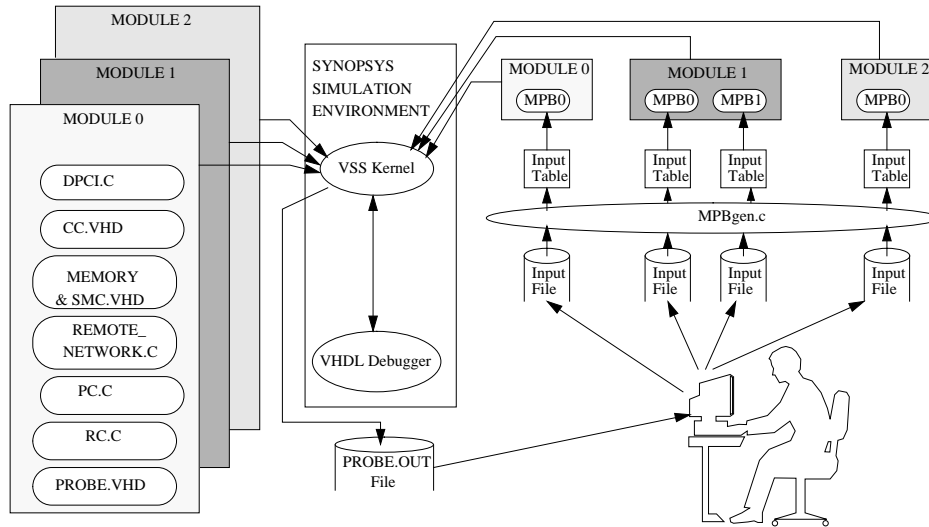 MODULE 2
MODULE 1
MODULE 0
DPCI.C
CC.VHD
MEMORY
& SMC.VHD
REMOTE_
NETWORK.C
PC.C
RC.C
PROBE.VHD
SYNOPSYS
SIMULATION
ENVIRONMENT
VSS Kernel
VHDL Debugger
PROBE.OUT
File
MODULE 0
MPB0
MODULE 1
MPB0
MPB1
MODULE 2
MPB0
Input
Table
Input
Table
Input
Table
Input
Table
MPBgen.c
Input
File
Input
File
Input
File
Input
File